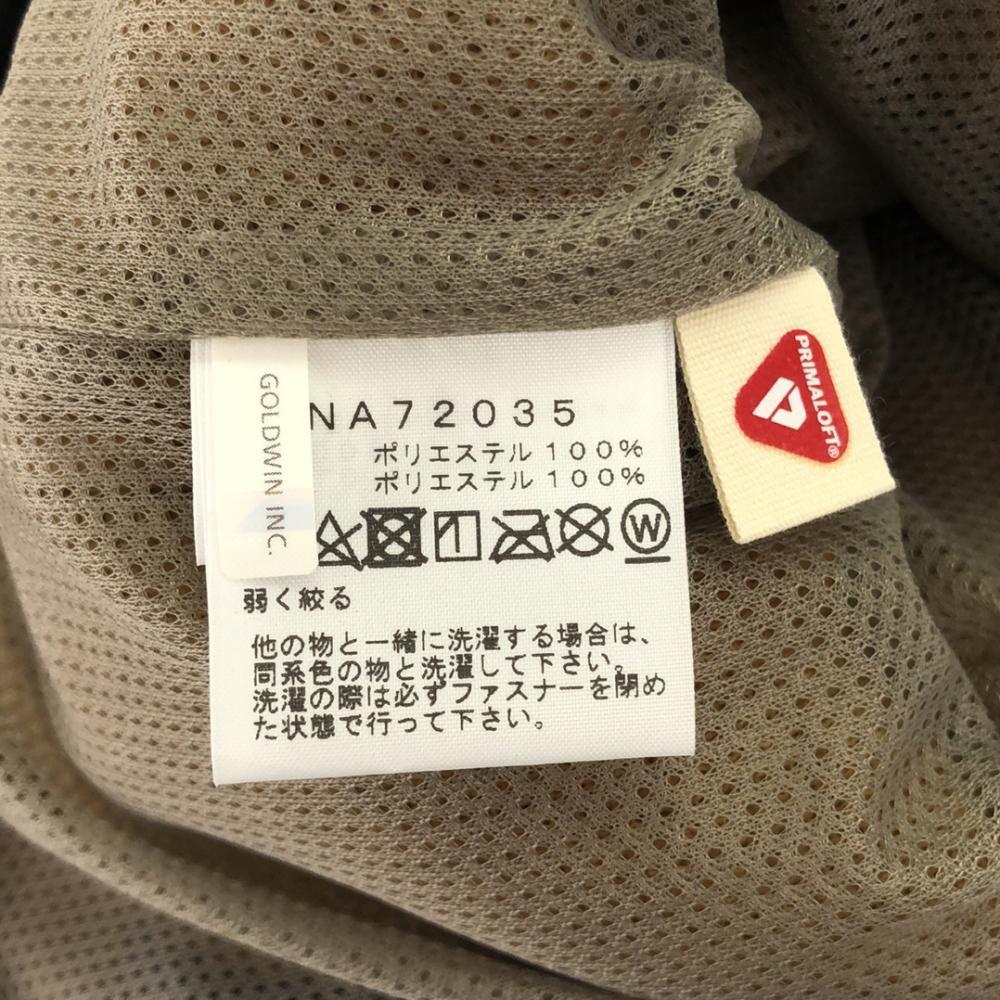 GOLDWIN INC.
NA72035
ポリエステル 100%
ポリエステル 100%
W
弱く絞る
他の物と一緒に洗濯する場合は、
同系色の物と洗濯して下さい。
洗濯の際は必ずファスナーを閉め
た状態で行って下さい。
PRIMALOFT®